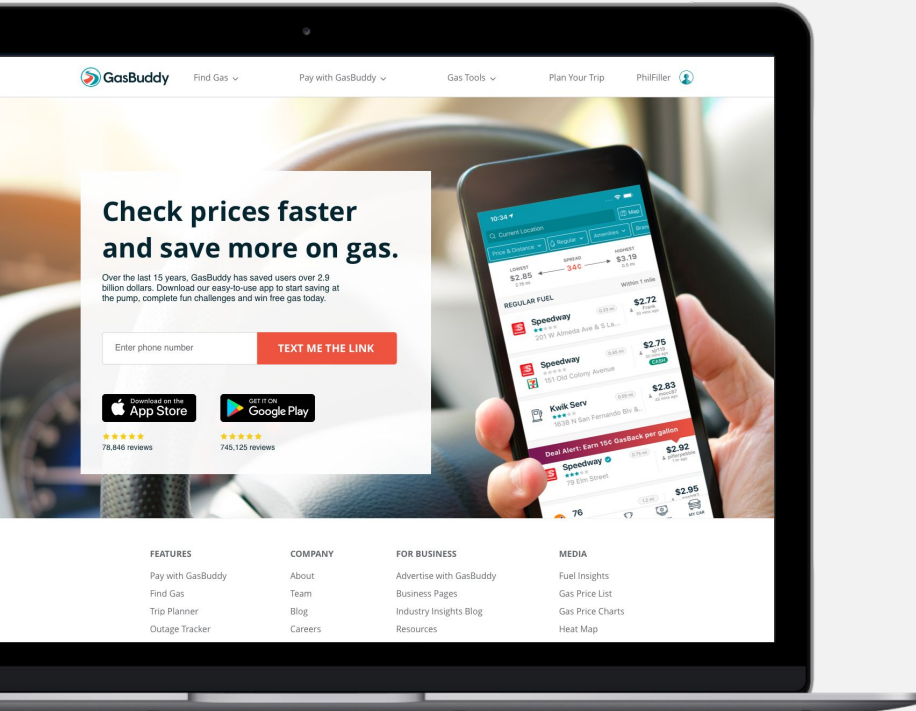 GasBuddy
Find Gas
Pay with GasBuddy
Gas Tools
Plan Your Trip
PhilFiller
Check prices faster
and save more on gas.
Over the last 15 years, GasBuddy has saved users over 2.9
billion dollars. Download our easy-to-use app to start saving at
the pump, complete fun challenges and win free gas today.
Enter phone number
TEXT ME THE LINK
Download on the
App Store
GET IT ON
Google Play
78,846 reviews
745,125 reviews
10:34
Current Location
Map
Price & Distance
Regular
Amenities
LOWEST
$2.85
SPREAD
34¢
HIGHEST
$3.19
REGULAR FUEL
Within 1 mile
Speedway
$2.72
201 W Almeda Ave & S La...
Speedway
$2.75
CASH
151 Old Colony Avenue
Kwik Serv
$2.83
1638 N San Fernando Blv &...
Deal Alert: Earn 15¢ GasBack per gallon
Speedway
0.75 mi
$2.92
79 Elm Street
76
1.2 mi
$2.95
MY CAR
FEATURES
Pay with GasBuddy
Find Gas
Trip Planner
Outage Tracker
COMPANY
About
Team
Blog
Careers
FOR BUSINESS
Advertise with GasBuddy
Business Pages
Industry Insights Blog
Resources
MEDIA
Fuel Insights
Gas Price List
Gas Price Charts
Heat Map